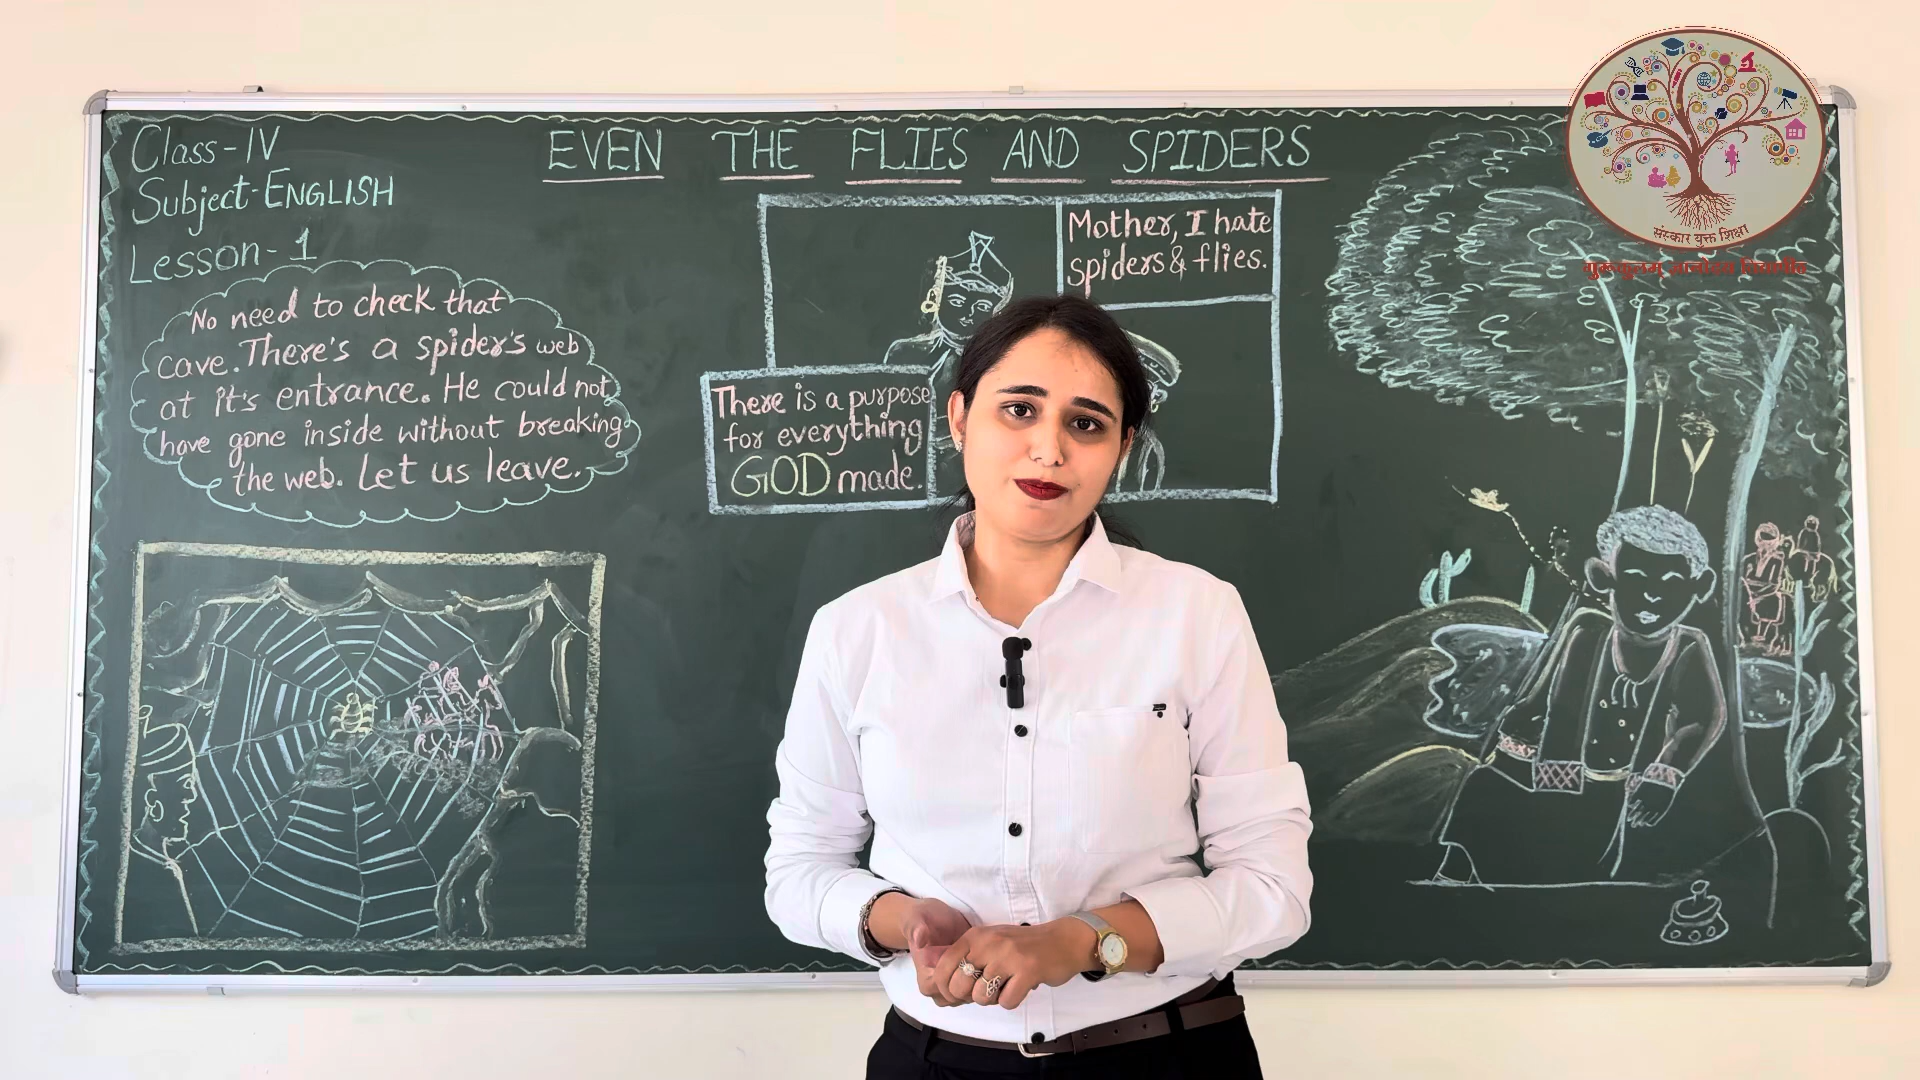 Class-IV
Subject-ENGLISH
Lesson-1
EVEN THE FLIES AND SPIDERS
No need to check that
cave. There's a spider's web
at it's entrance. He could not
have gone inside without breaking
the web. Let us leave.
Mother, I hate
spiders & flies.
There is a purpose
for everything
GOD made.
संस्कार युक्त शिक्षा
गुरूकुलम् ज्ञानोदय विद्यापीठ